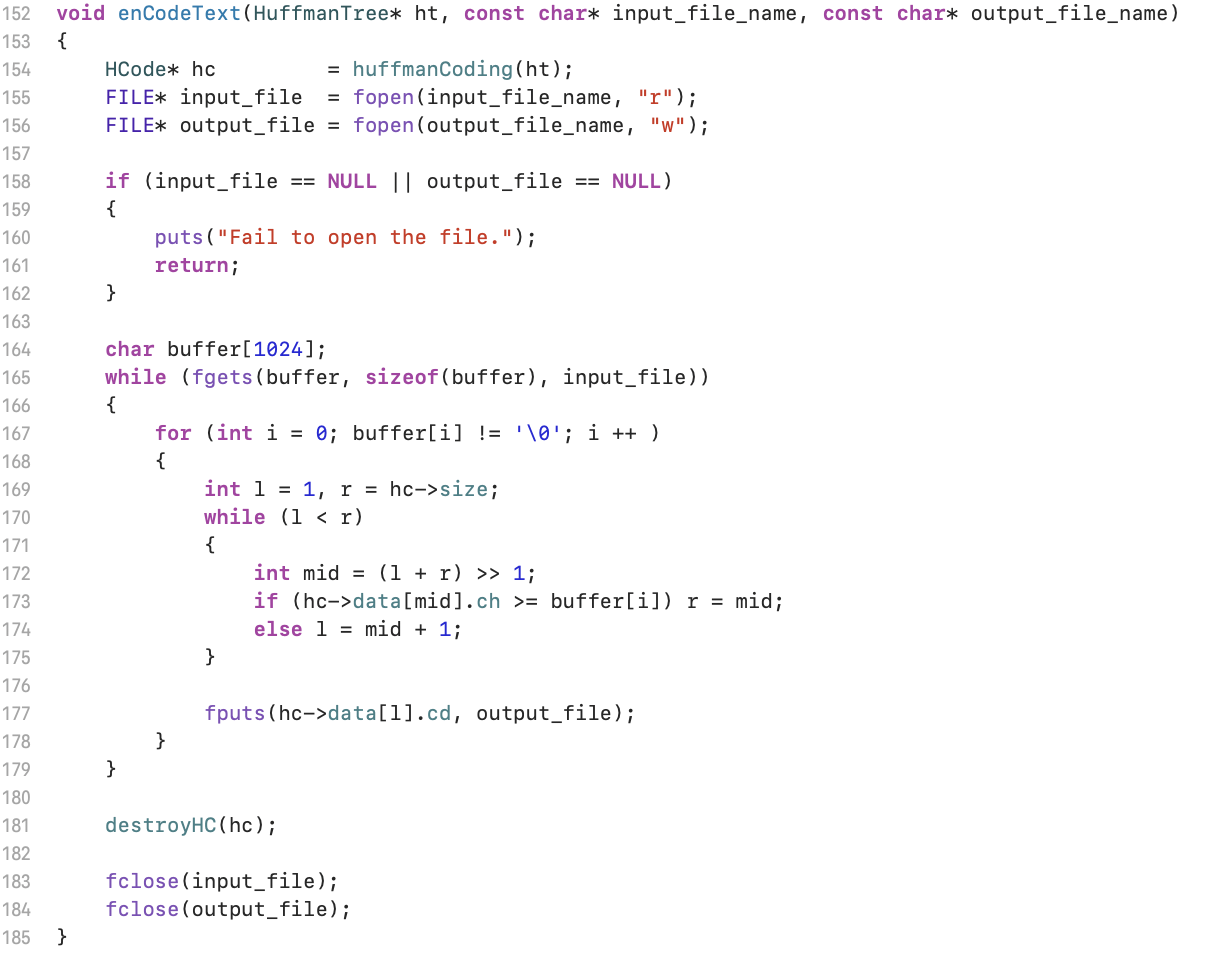 152 void enCodeText(HuffmanTree* ht, const char* input_file_name, const char* output_file_name)
153 {
154     HCode* hc         = huffmanCoding(ht);
155     FILE* input_file  = fopen(input_file_name, "r");
156     FILE* output_file = fopen(output_file_name, "w");
157
158     if (input_file == NULL || output_file == NULL)
159     {
160         puts("Fail to open the file.");
161         return;
162     }
163
164     char buffer[1024];
165     while (fgets(buffer, sizeof(buffer), input_file))
166     {
167         for (int i = 0; buffer[i] != '\0'; i ++ )
168         {
169             int l = 1, r = hc->size;
170             while (l < r)
171             {
172                 int mid = (l + r) >> 1;
173                 if (hc->data[mid].ch >= buffer[i]) r = mid;
174                 else l = mid + 1;
175             }
176
177             fputs(hc->data[l].cd, output_file);
178         }
179     }
180
181     destroyHC(hc);
182
183     fclose(input_file);
184     fclose(output_file);
185 }